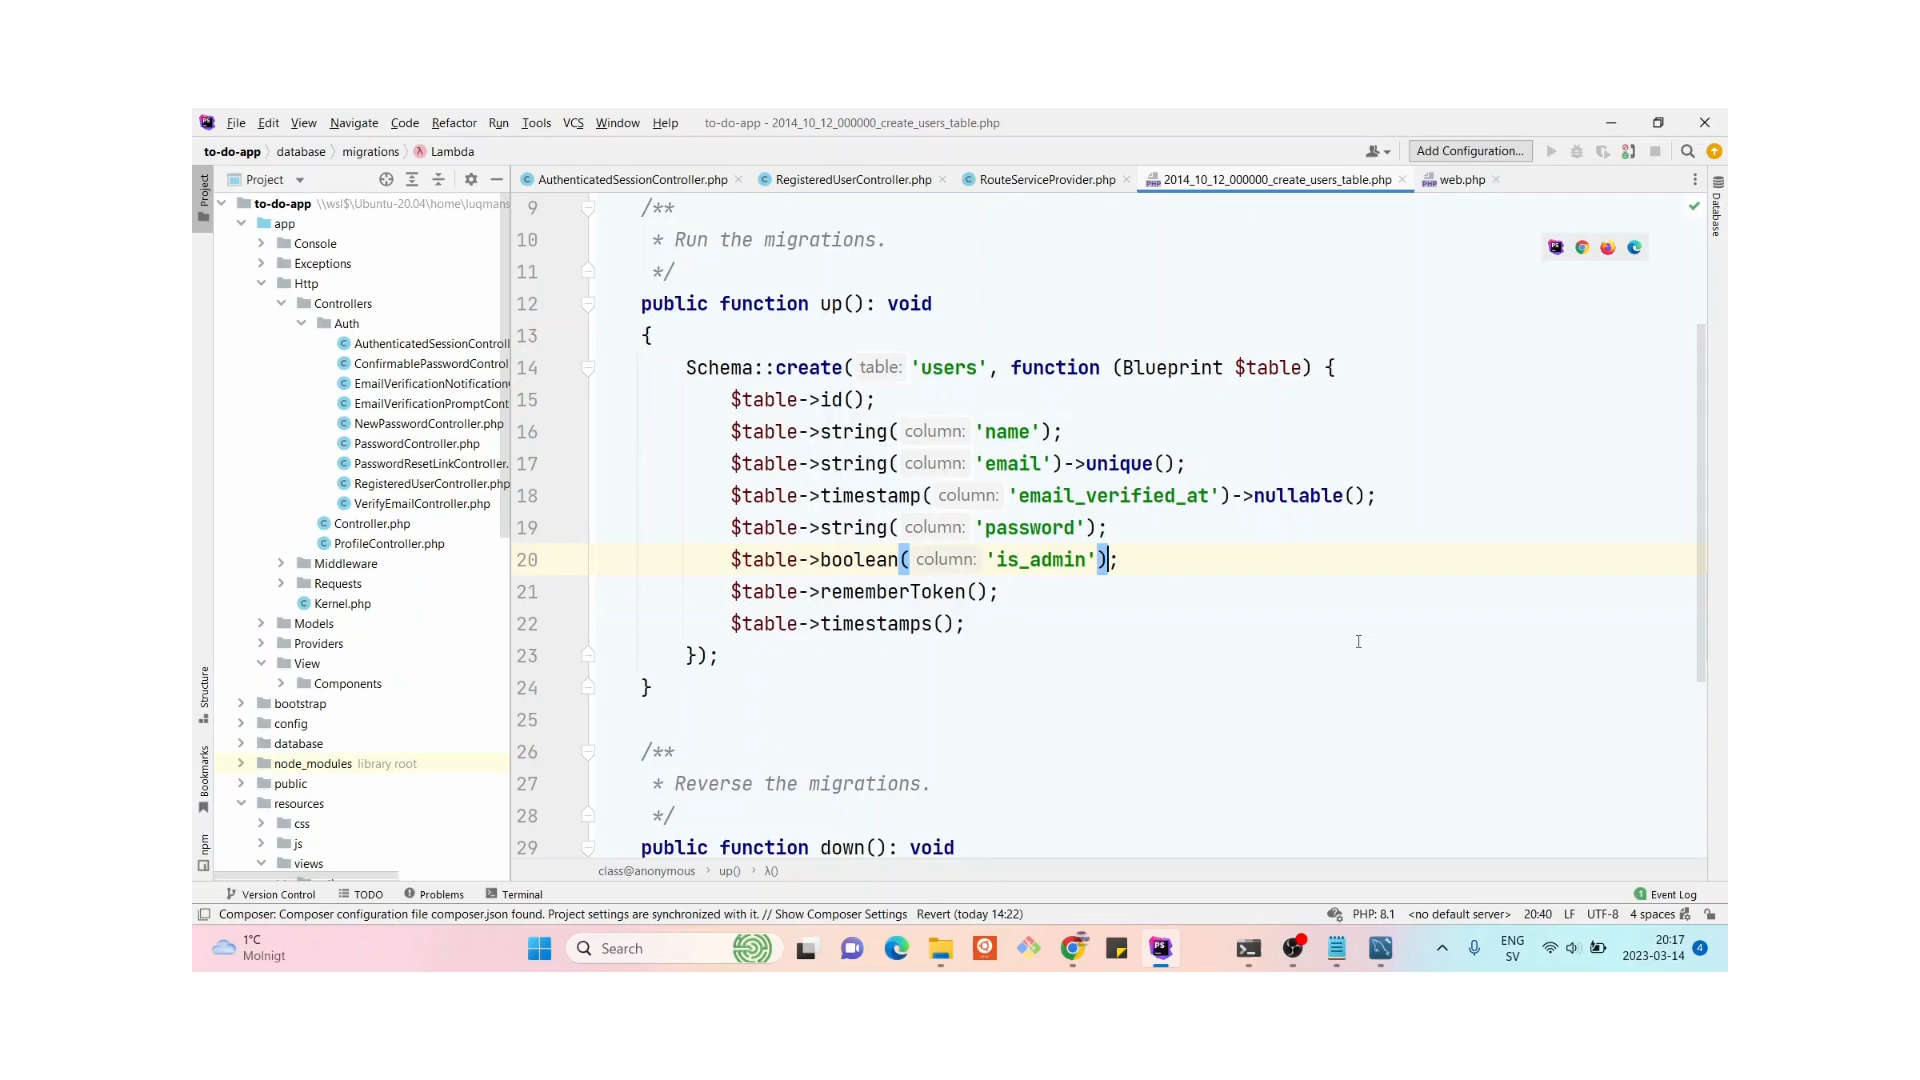 File Edit View Navigate Code Refactor Run Tools VCS Window Help to-do-app - 2014_10_12_000000_create_users_table.php
to-do-app database migrations Lambda Add Configuration...
Project AuthenticatedSessionController.php RegisteredUserController.php RouteServiceProvider.php 2014_10_12_000000_create_users_table.php web.php
Project
Database
to-do-app \\wsl$\Ubuntu-20.04\home\luqmans
app
Console
Exceptions
Http
Controllers
Auth
AuthenticatedSessionControll
ConfirmablePasswordControl
EmailVerificationNotification
EmailVerificationPromptCont
NewPasswordController.php
PasswordController.php
PasswordResetLinkController.
RegisteredUserController.php
VerifyEmailController.php
Controller.php
ProfileController.php
Middleware
Requests
Kernel.php
Models
Providers
View
Components
bootstrap
config
database
node_modules library root
public
resources
css
js
views
Structure
Bookmarks
npm
9 /**
10 * Run the migrations.
11 */
12 public function up(): void
13 {
14 Schema::create( table: 'users', function (Blueprint $table) {
15 $table->id();
16 $table->string( column: 'name');
17 $table->string( column: 'email')->unique();
18 $table->timestamp( column: 'email_verified_at')->nullable();
19 $table->string( column: 'password');
20 $table->boolean( column: 'is_admin');
21 $table->rememberToken();
22 $table->timestamps();
23 });
24 }
25
26 /**
27 * Reverse the migrations.
28 */
29 public function down(): void
class@anonymous up() λ()
Version Control TODO Problems Terminal 1 Event Log
Composer: Composer configuration file composer.json found. Project settings are synchronized with it. // Show Composer Settings Revert (today 14:22) PHP: 8.1 <no default server> 20:40 LF UTF-8 4 spaces
1°C
Molnigt
Search
ENG
SV
20:17
2023-03-14
4